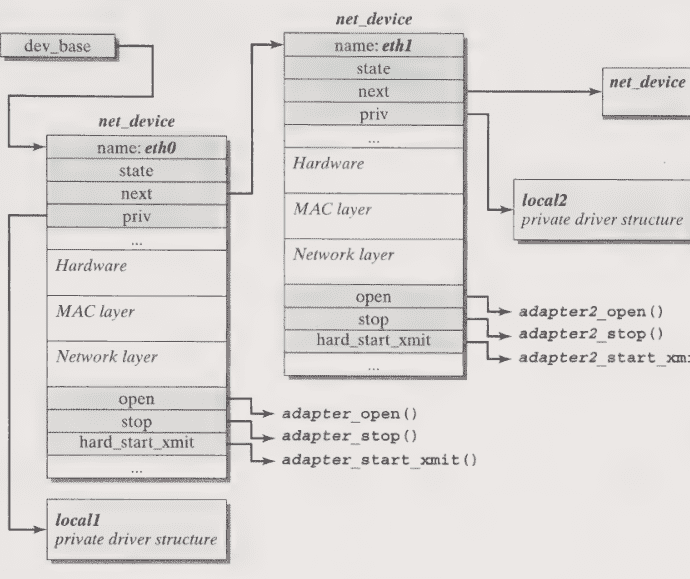 dev_base
net_device
name: eth0
state
next
priv
...
Hardware
MAC layer
Network layer
open
stop
hard_start_xmit
...
adapter_open()
adapter_stop()
adapter_start_xmit()
local1
private driver structure
net_device
name: eth1
state
next
priv
...
Hardware
MAC layer
Network layer
open
stop
hard_start_xmit
...
adapter2_open()
adapter2_stop()
adapter2_start_xmi
net_device
local2
private driver structure